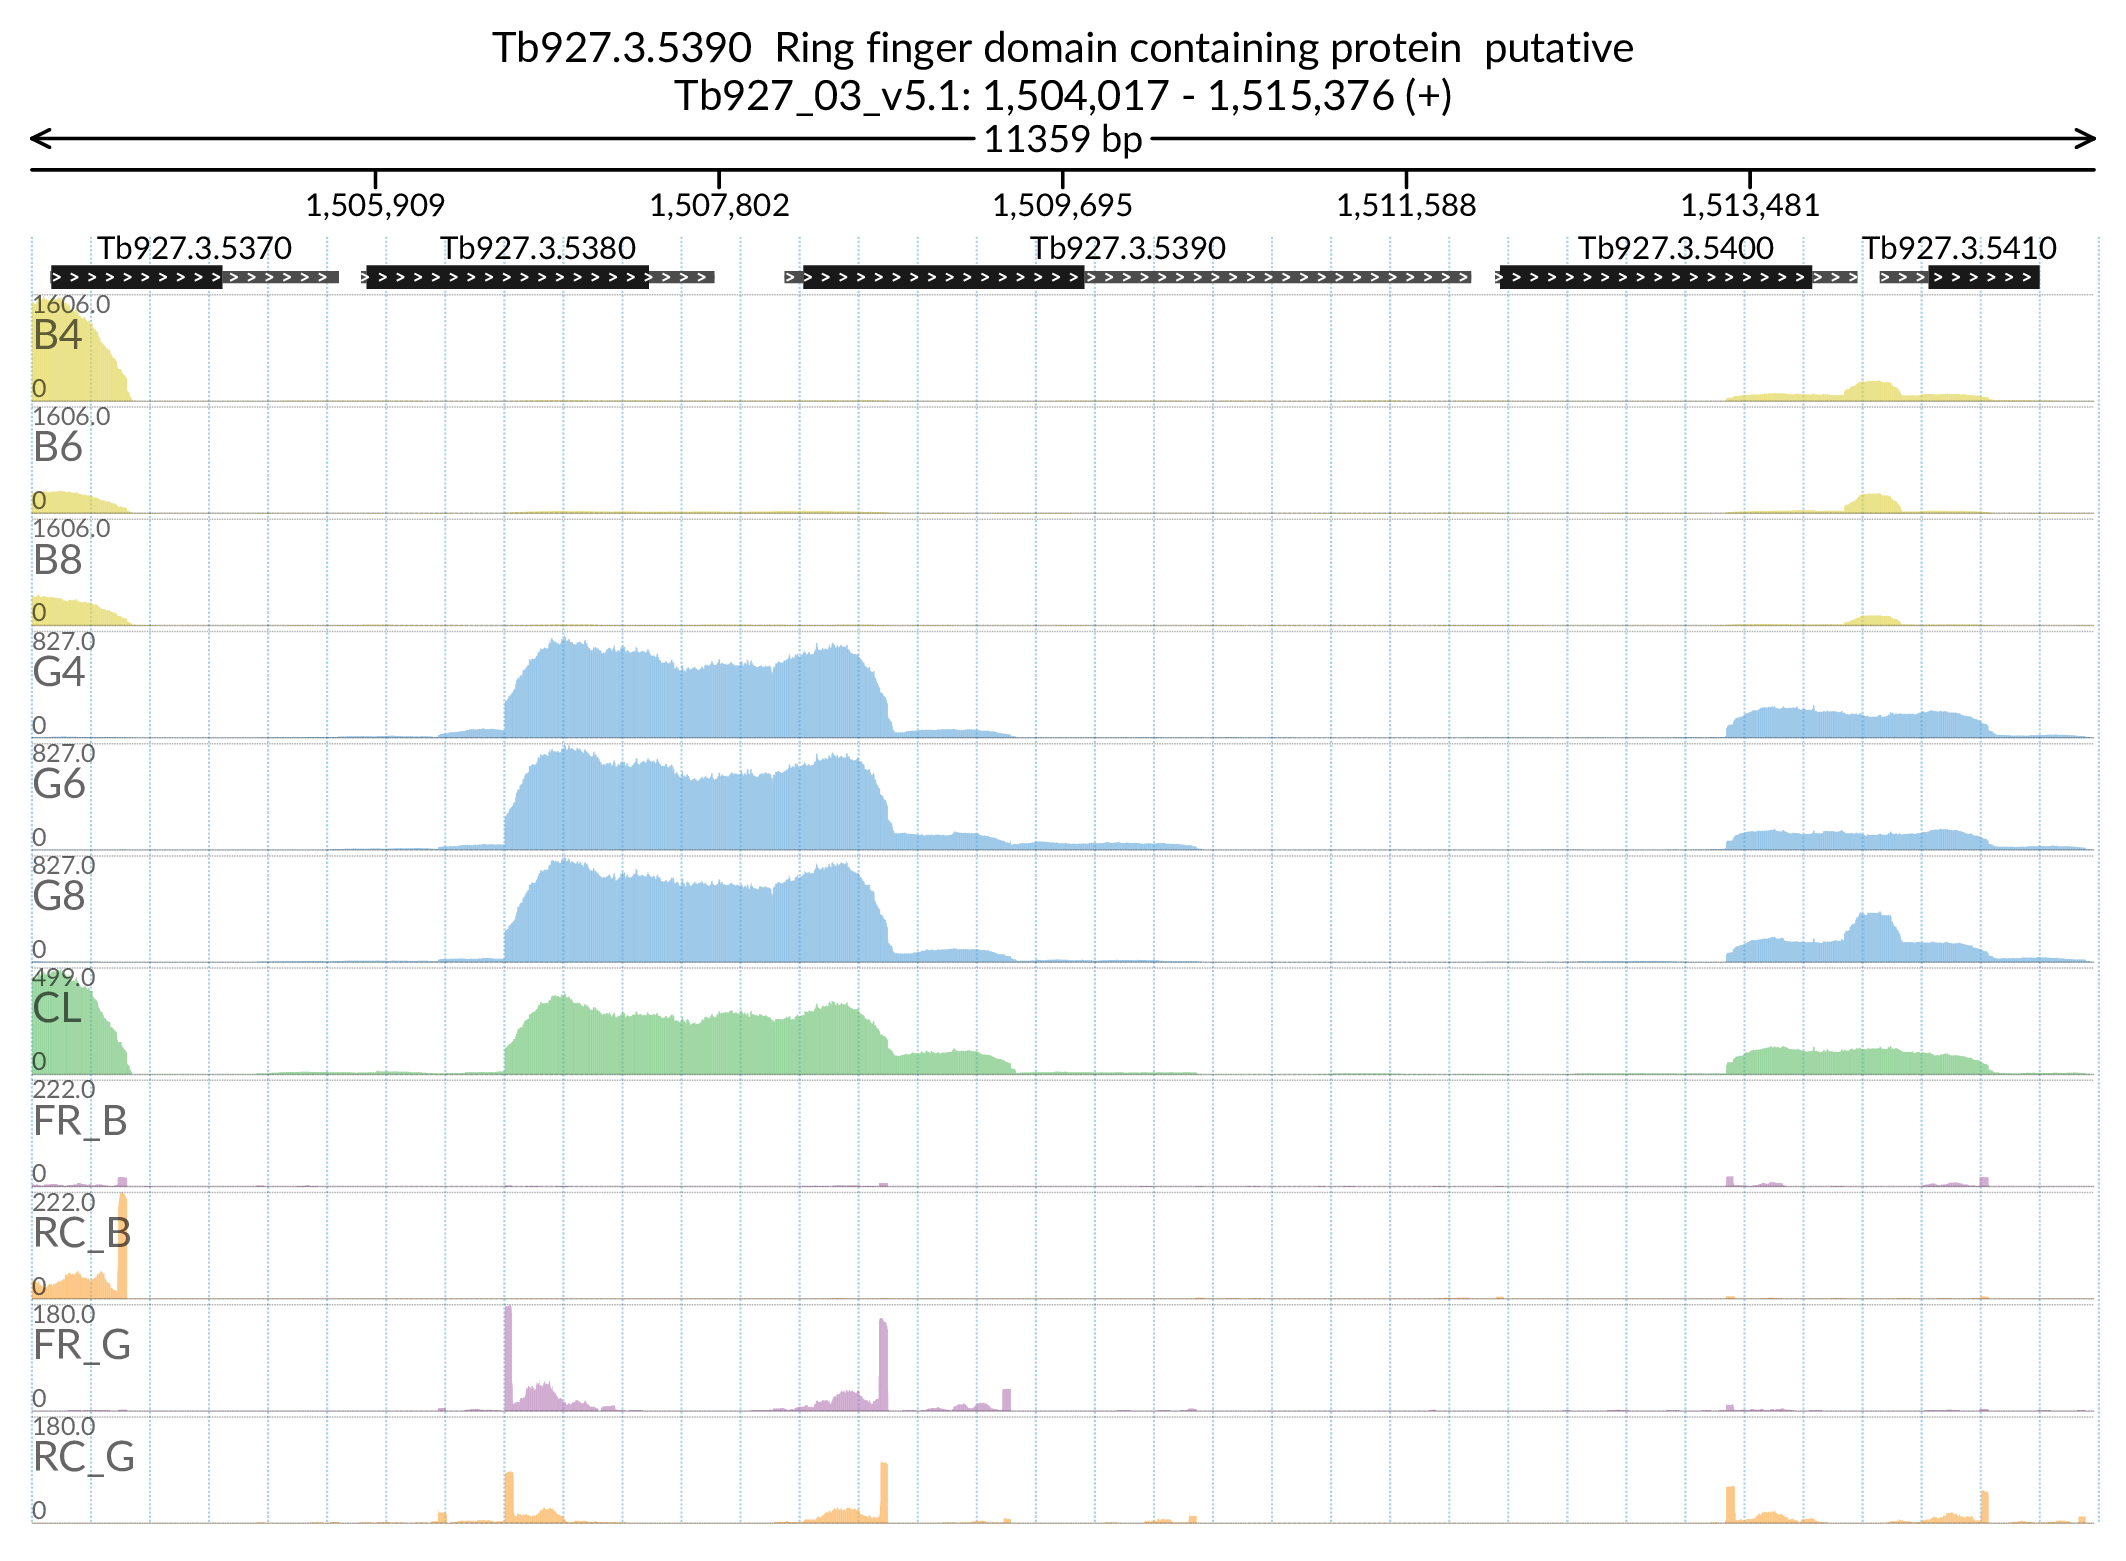 Tb927.3.5390  Ring finger domain containing protein  putative
Tb927_03_v5.1: 1,504,017 - 1,515,376 (+)
11359 bp
1,505,909 1,507,802 1,509,695 1,511,588 1,513,481
Tb927.3.5370 Tb927.3.5380 Tb927.3.5390 Tb927.3.5400 Tb927.3.5410
1606.0
B4
0
1606.0
B6
0
1606.0
B8
0
827.0
G4
0
827.0
G6
0
827.0
G8
0
499.0
CL
0
222.0
FR_B
0
222.0
RC_B
0
180.0
FR_G
0
180.0
RC_G
0